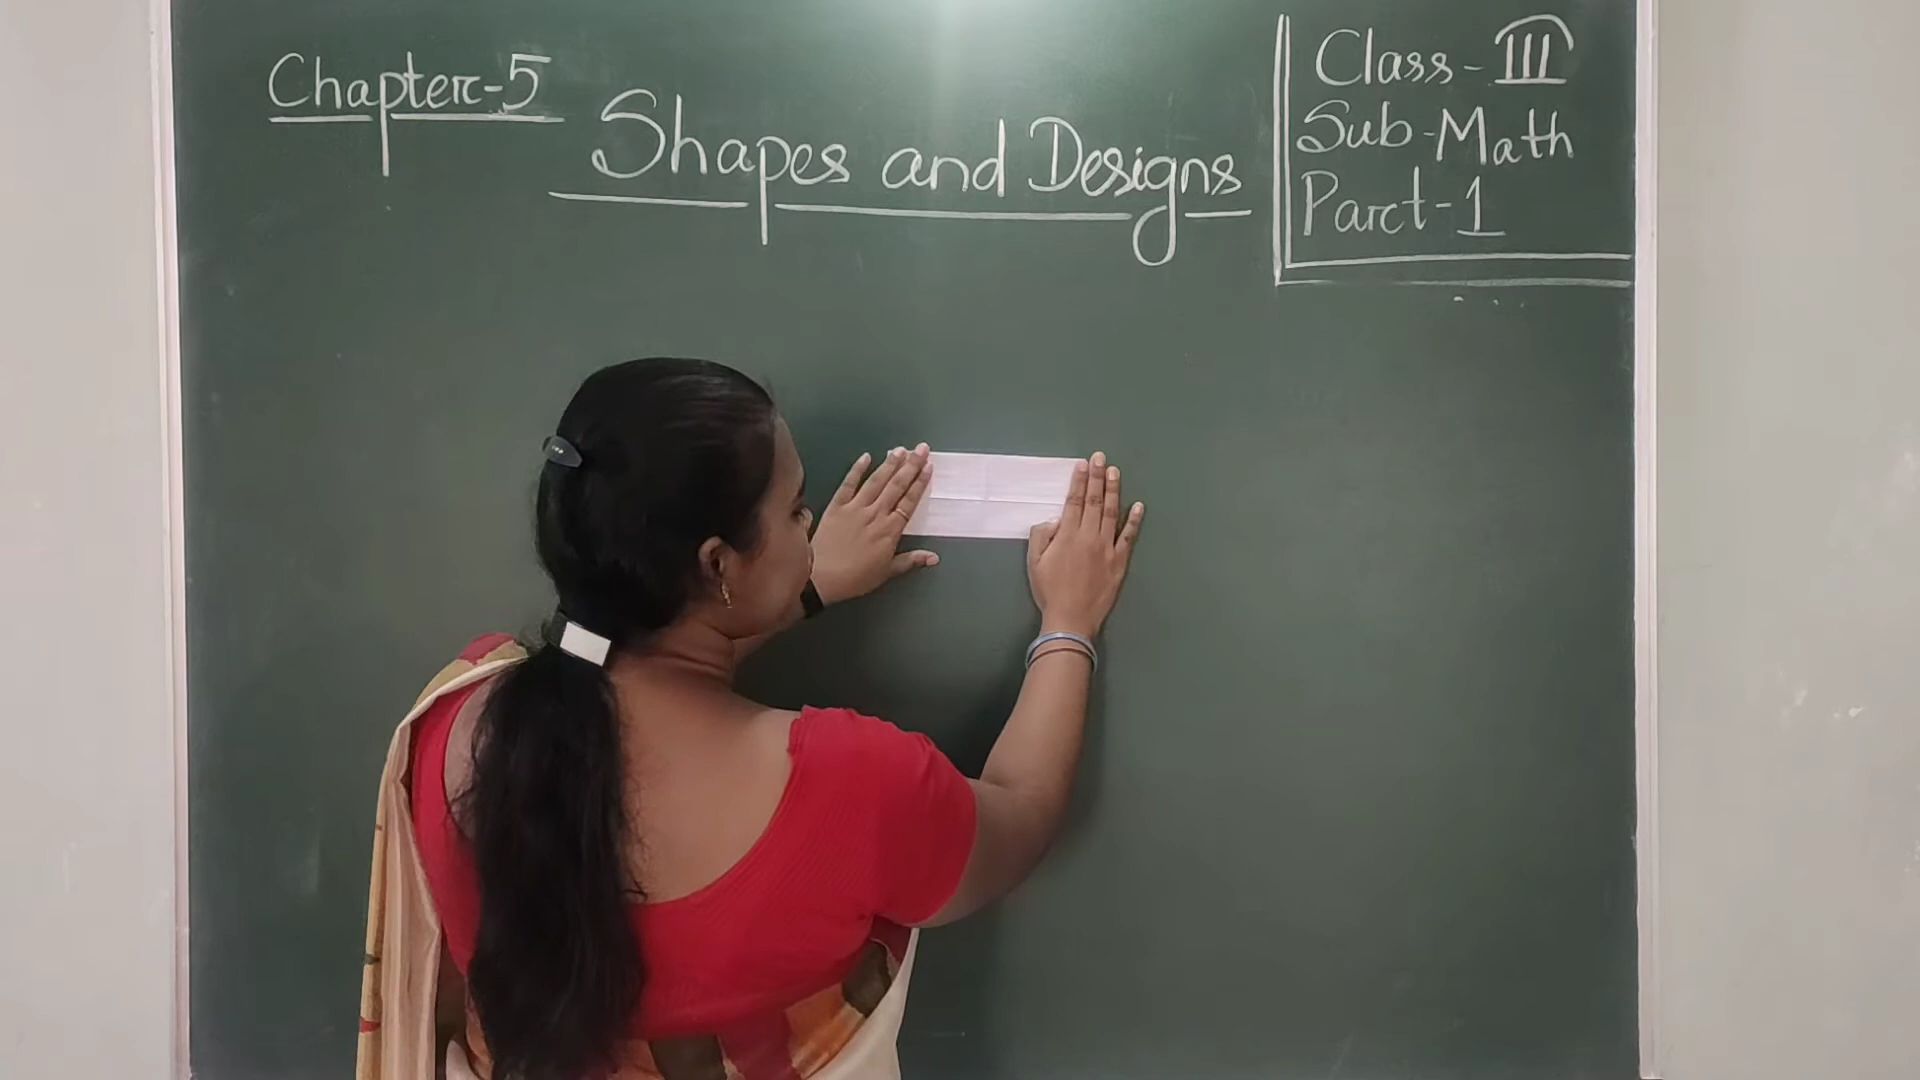 Chapter-5
Shapes and Designs
Class-III
Sub-Math
Part-1